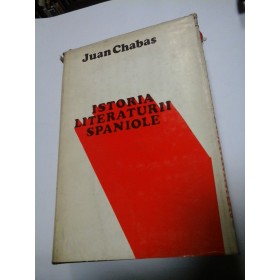 Juan Chabas
ISTORIA
LITERATURII
SPANIOLE